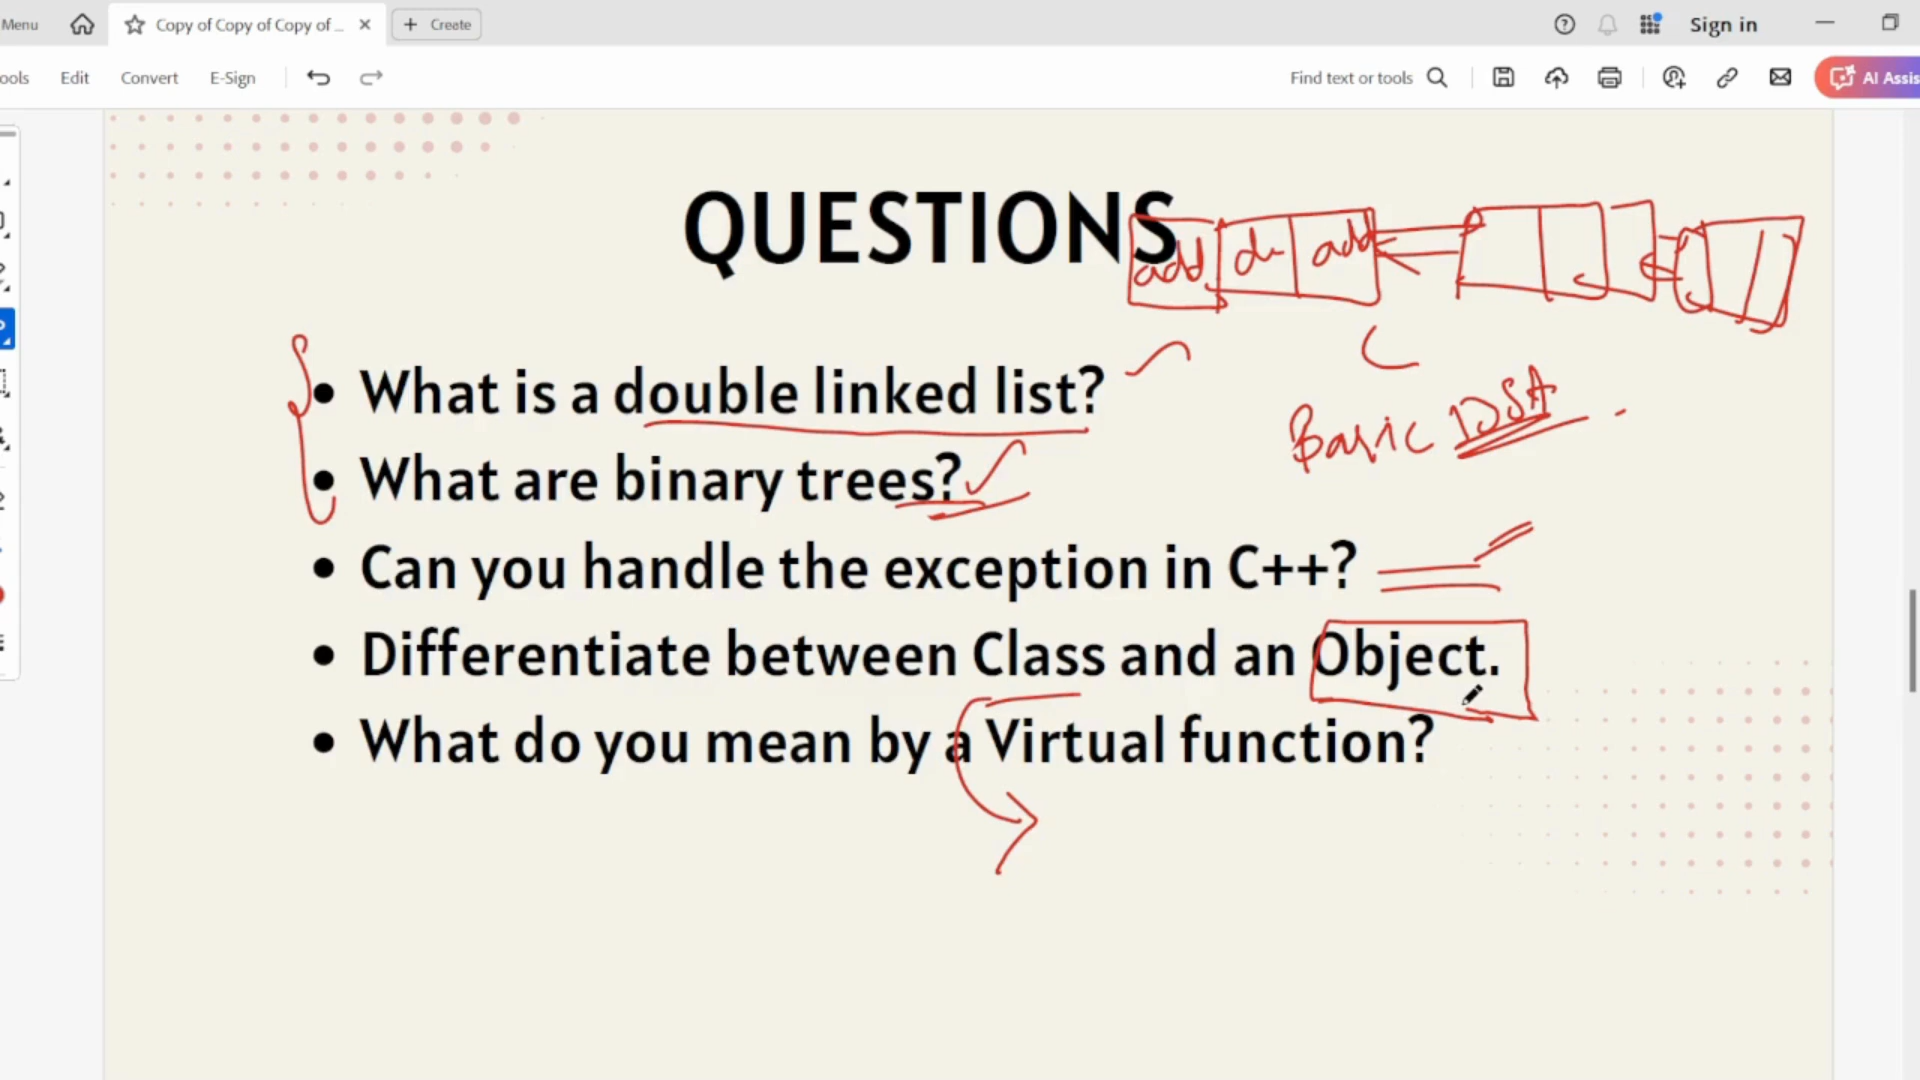 Menu
Copy of Copy of Copy of ...
Create
Sign in
ools
Edit
Convert
E-Sign
Find text or tools
AI Assis
QUESTIONS
add
add
• What is a double linked list?
Basic DSA
• What are binary trees?
• Can you handle the exception in C++?
• Differentiate between Class and an Object.
• What do you mean by a Virtual function?